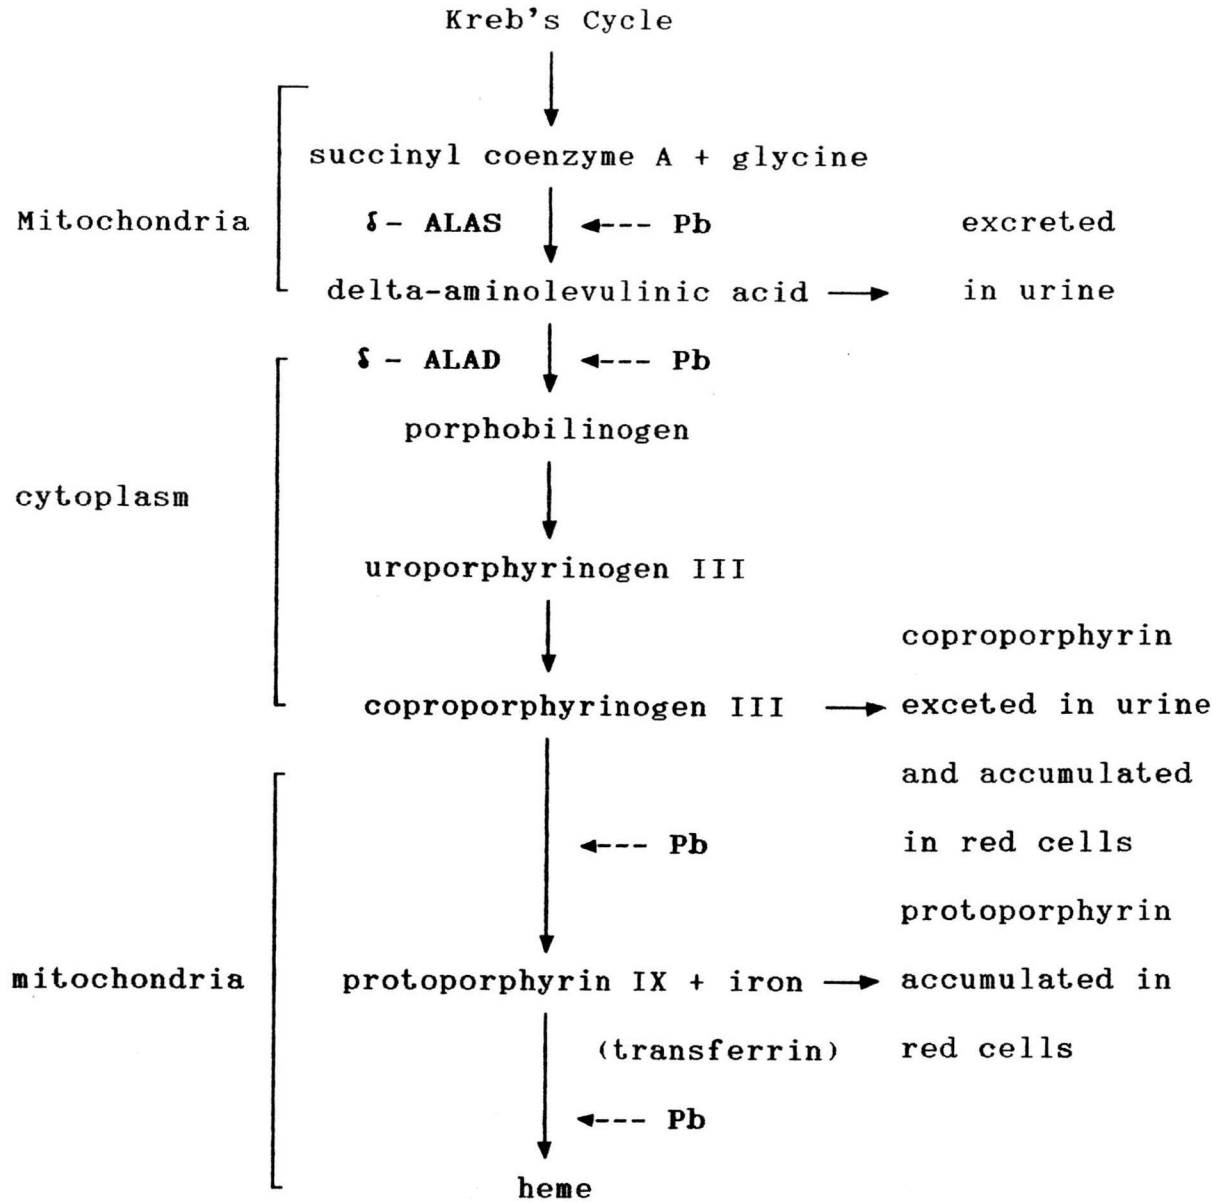 Kreb's Cycle
succinyl coenzyme A + glycine
Mitochondria
δ - ALAS
Pb
excreted
delta-aminolevulinic acid
in urine
δ - ALAD
Pb
porphobilinogen
cytoplasm
uroporphyrinogen III
coproporphyrin
coproporphyrinogen III
exceted in urine
and accumulated
Pb
in red cells
protoporphyrin
mitochondria
protoporphyrin IX + iron
accumulated in
(transferrin)
red cells
Pb
heme